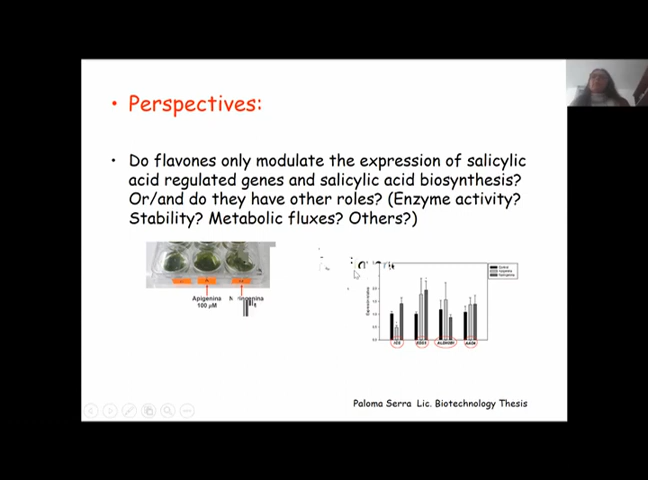 • Perspectives:
• Do flavones only modulate the expression of salicylic
acid regulated genes and salicylic acid biosynthesis?
Or/and do they have other roles? (Enzyme activity?
Stability? Metabolic fluxes? Others?)
Apigenina
100 µM
Paloma Serra Lic. Biotechnology Thesis